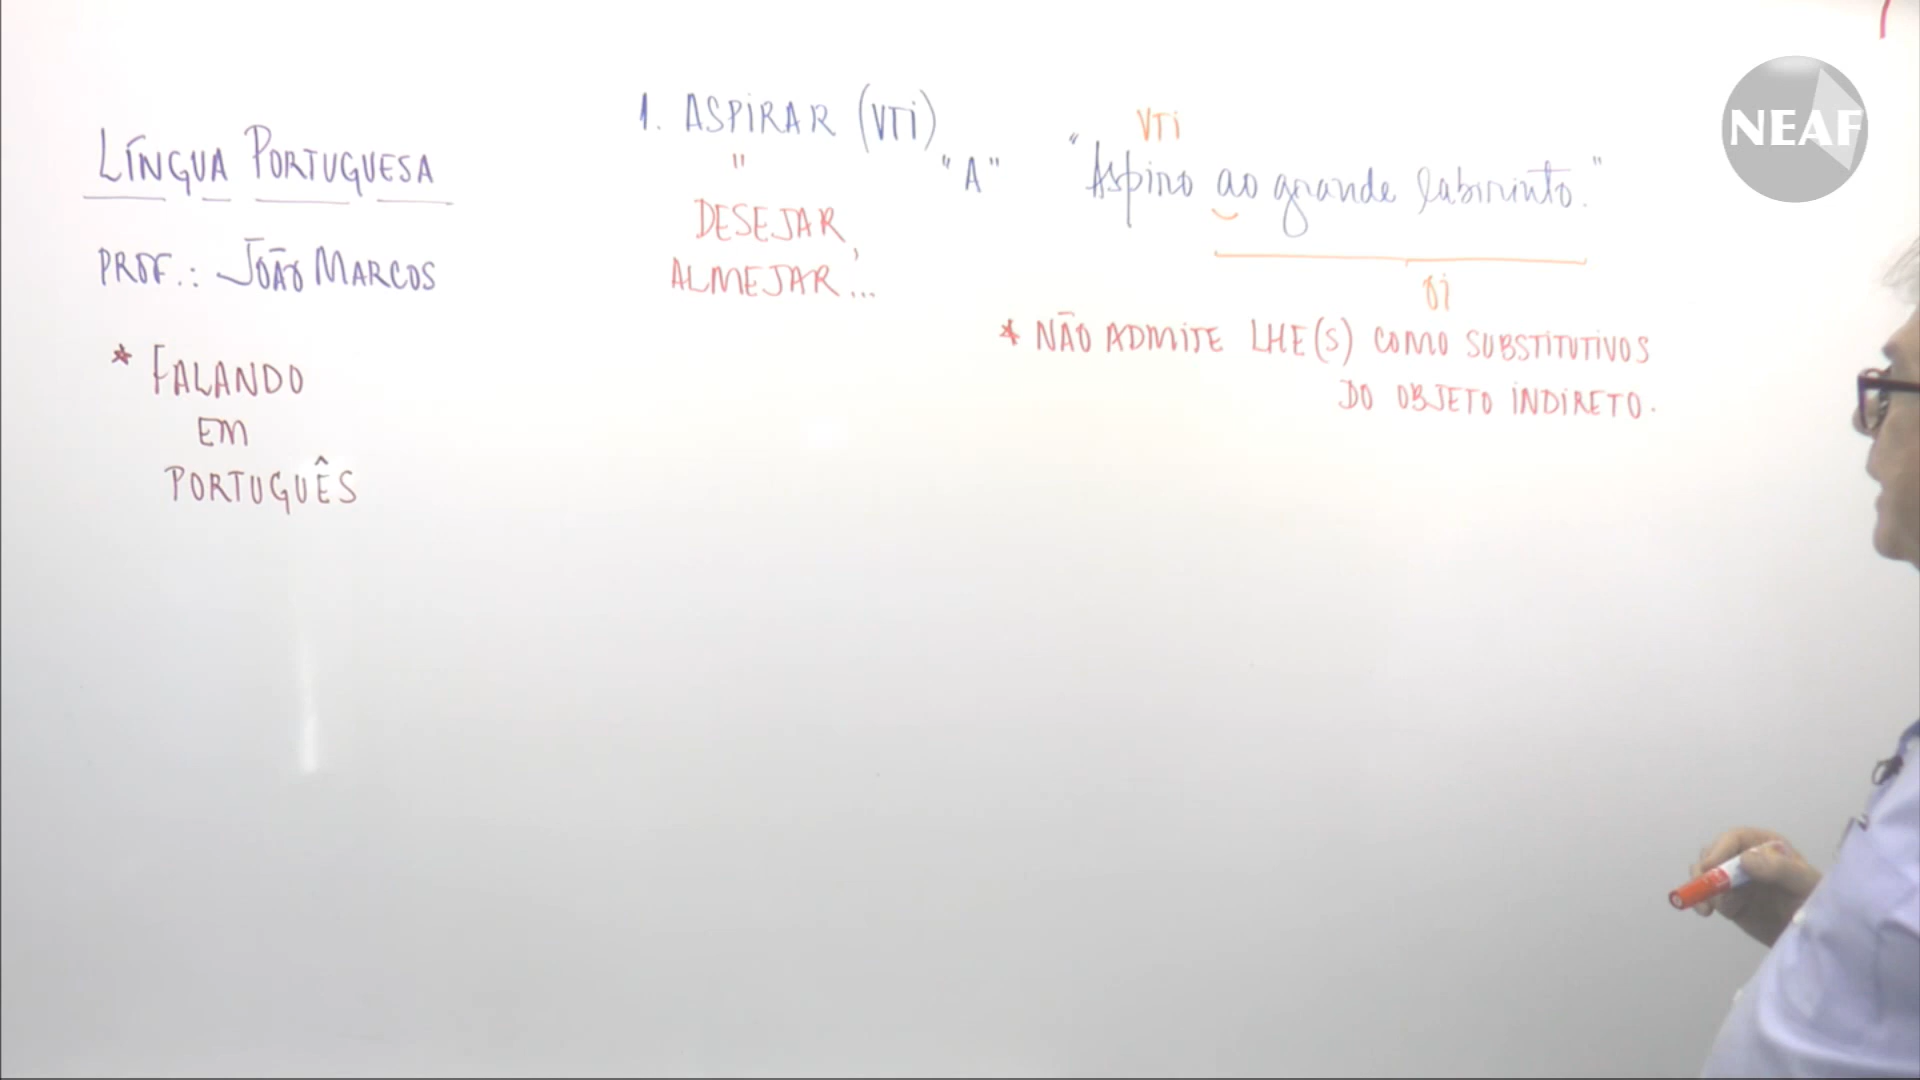 LÍNGUA PORTUGUESA
PROF.: JOÃO MARCOS
* FALANDO
EM
PORTUGUÊS
1. ASPIRAR (VTi)
"A"
"
DESEJAR,
ALMEJAR...
VTi
"Aspiro ao grande labirinto."
Oi
* NÃO ADMITE LHE(S) COMO SUBSTITUTIVOS
DO OBJETO INDIRETO.
NEAF